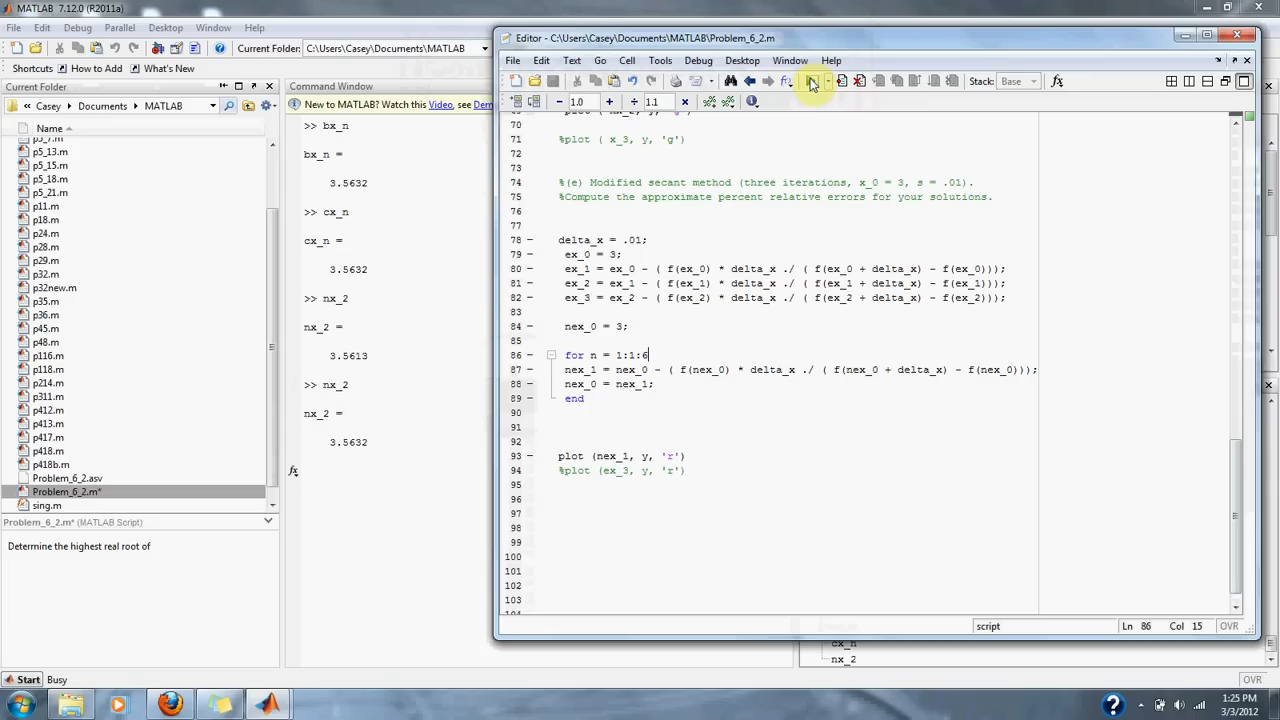 MATLAB 7.12.0 (R2011a)
File Edit Debug Parallel Desktop Window Help
Current Folder: C:\Users\Casey\Documents\MATLAB
Shortcuts How to Add What's New
Current Folder
Casey Documents MATLAB
Name
p5_7.m
p5_13.m
p5_15.m
p5_18.m
p5_21.m
p11.m
p18.m
p24.m
p28.m
p29.m
p32.m
p32new.m
p35.m
p36.m
p45.m
p48.m
p116.m
p118.m
p214.m
p311.m
p412.m
p413.m
p417.m
p418.m
p418b.m
Problem_6_2.asv
Problem_6_2.m*
sing.m
Problem_6_2.m* (MATLAB Script)
Determine the highest real root of
Command Window
New to MATLAB? Watch this Video, see Dem
>> bx_n
bx_n =
3.5632
>> cx_n
cx_n =
3.5632
>> nx_2
nx_2 =
3.5613
>> nx_2
nx_2 =
3.5632
fx
Editor - C:\Users\Casey\Documents\MATLAB\Problem_6_2.m
File Edit Text Go Cell Tools Debug Desktop Window Help
Stack: Base fx
1.0 1.1
70
71 %plot ( x_3, y, 'g')
72
73
74 %(e) Modified secant method (three iterations, x_0 = 3, s = .01).
75 %Compute the approximate percent relative errors for your solutions.
76
77
78 delta_x = .01;
79 ex_0 = 3;
80 ex_1 = ex_0 - ( f(ex_0) * delta_x ./ ( f(ex_0 + delta_x) - f(ex_0)));
81 ex_2 = ex_1 - ( f(ex_1) * delta_x ./ ( f(ex_1 + delta_x) - f(ex_1)));
82 ex_3 = ex_2 - ( f(ex_2) * delta_x ./ ( f(ex_2 + delta_x) - f(ex_2)));
83
84 nex_0 = 3;
85
86 for n = 1:1:6
87 nex_1 = nex_0 - ( f(nex_0) * delta_x ./ ( f(nex_0 + delta_x) - f(nex_0)));
88 nex_0 = nex_1;
89 end
90
91
92
93 plot (nex_1, y, 'r')
94 %plot (ex_3, y, 'r')
95
96
97
98
99
100
101
102
103
script Ln 86 Col 15 OVR
cx_n
nx_2
Start Busy
OVR
1:25 PM
3/3/2012